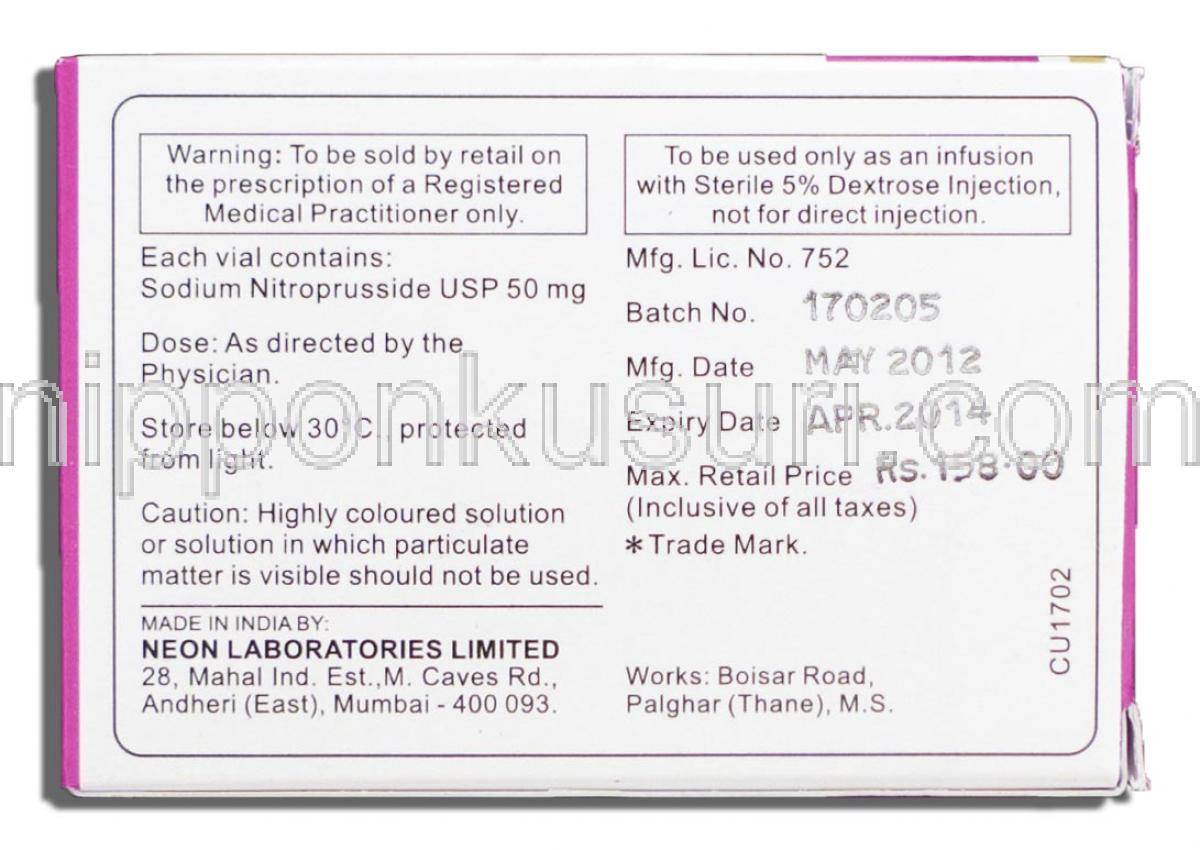 Warning: To be sold by retail on
the prescription of a Registered
Medical Practitioner only.
Each vial contains:
Sodium Nitroprusside USP 50 mg
Dose: As directed by the
Physician.
Store below 30°C., protected
from light.
Caution: Highly coloured solution
or solution in which particulate
matter is visible should not be used.
MADE IN INDIA BY:
NEON LABORATORIES LIMITED
28, Mahal Ind. Est.,M. Caves Rd.,
Andheri (East), Mumbai - 400 093.
To be used only as an infusion
with Sterile 5% Dextrose Injection,
not for direct injection.
Mfg. Lic. No. 752
Batch No. 170205
Mfg. Date MAY 2012
Expiry Date APR.2014
Max. Retail Price Rs.198.00
(Inclusive of all taxes)
*Trade Mark.
Works: Boisar Road,
Palghar (Thane), M.S.
CU1702
nipponkusuri.com